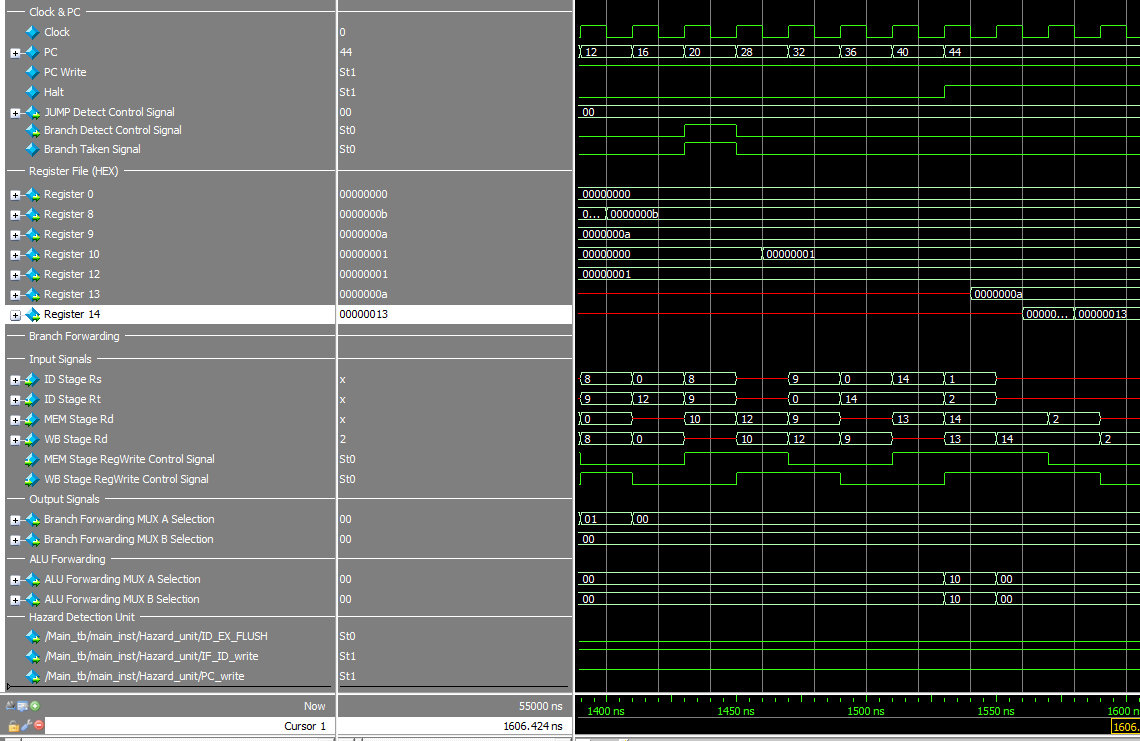 Clock & PC
Clock 0
PC 44 12 16 20 28 32 36 40 44
PC Write St1
Halt St1
JUMP Detect Control Signal 00 00
Branch Detect Control Signal St0
Branch Taken Signal St0
Register File (HEX)
Register 0 00000000 00000000
Register 8 0000000b 0... 0000000b
Register 9 0000000a 0000000a
Register 10 00000001 00000000 00000001
Register 12 00000001 00000001
Register 13 0000000a 0000000a
Register 14 00000013 00000... 00000013
Branch Forwarding
Input Signals
ID Stage Rs x 8 0 8 9 0 14 1
ID Stage Rt x 9 12 9 0 14 2
MEM Stage Rd x 0 10 12 9 13 14 2
WB Stage Rd 2 8 0 10 12 9 13 14 2
MEM Stage RegWrite Control Signal St0
WB Stage RegWrite Control Signal St0
Output Signals
Branch Forwarding MUX A Selection 00 01 00
Branch Forwarding MUX B Selection 00 00
ALU Forwarding
ALU Forwarding MUX A Selection 00 00 10 00
ALU Forwarding MUX B Selection 00 00 10 00
Hazard Detection Unit
/Main_tb/main_inst/Hazard_unit/ID_EX_FLUSH St0
/Main_tb/main_inst/Hazard_unit/IF_ID_write St1
/Main_tb/main_inst/Hazard_unit/PC_write St1
Now 55000 ns 1400 ns 1450 ns 1500 ns 1550 ns 1600 n
Cursor 1 1606.424 ns 1606.